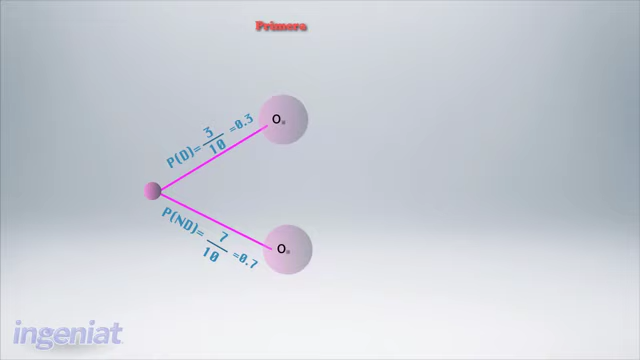 Primero
P(D)= 3/10 =0.3
O.
P(ND)= 7/10 =0.7
O.
ingeniat